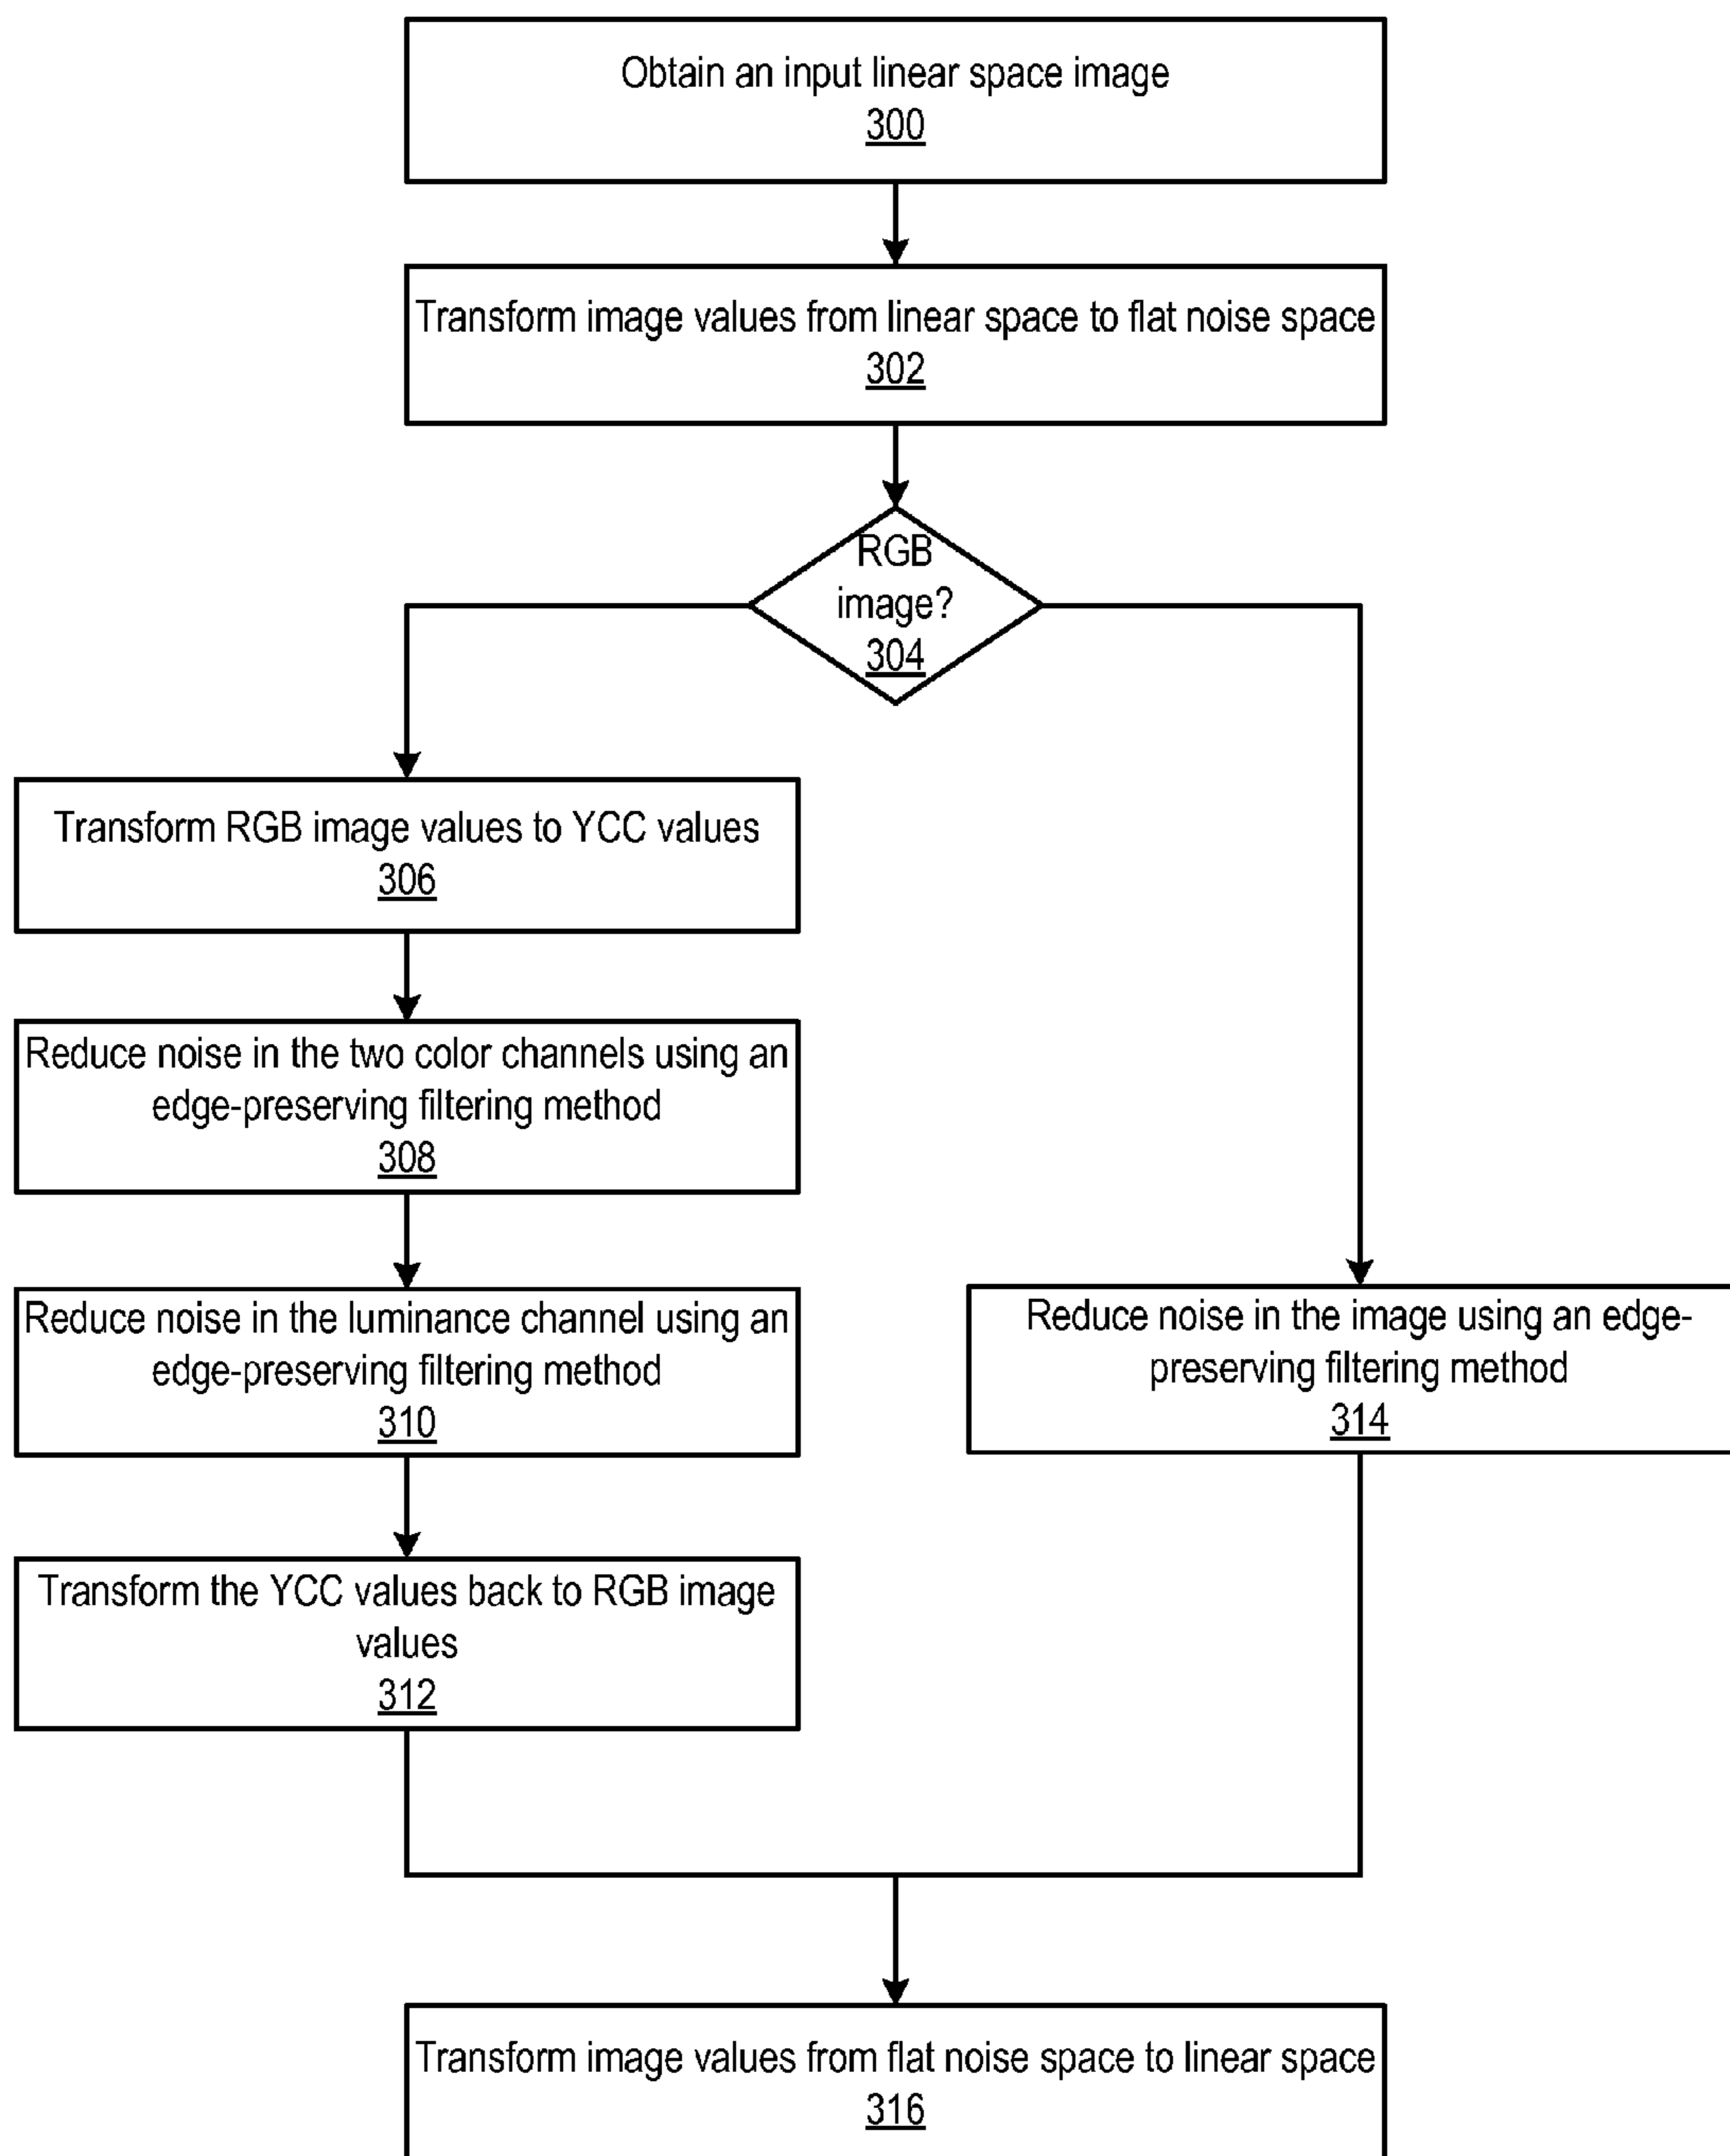 Obtain an input linear space image
300
Transform image values from linear space to flat noise space
302
RGB
image?
304
Transform RGB image values to YCC values
306
Reduce noise in the two color channels using an
edge-preserving filtering method
308
Reduce noise in the luminance channel using an
edge-preserving filtering method
310
Transform the YCC values back to RGB image
values
312
Reduce noise in the image using an edge-
preserving filtering method
314
Transform image values from flat noise space to linear space
316